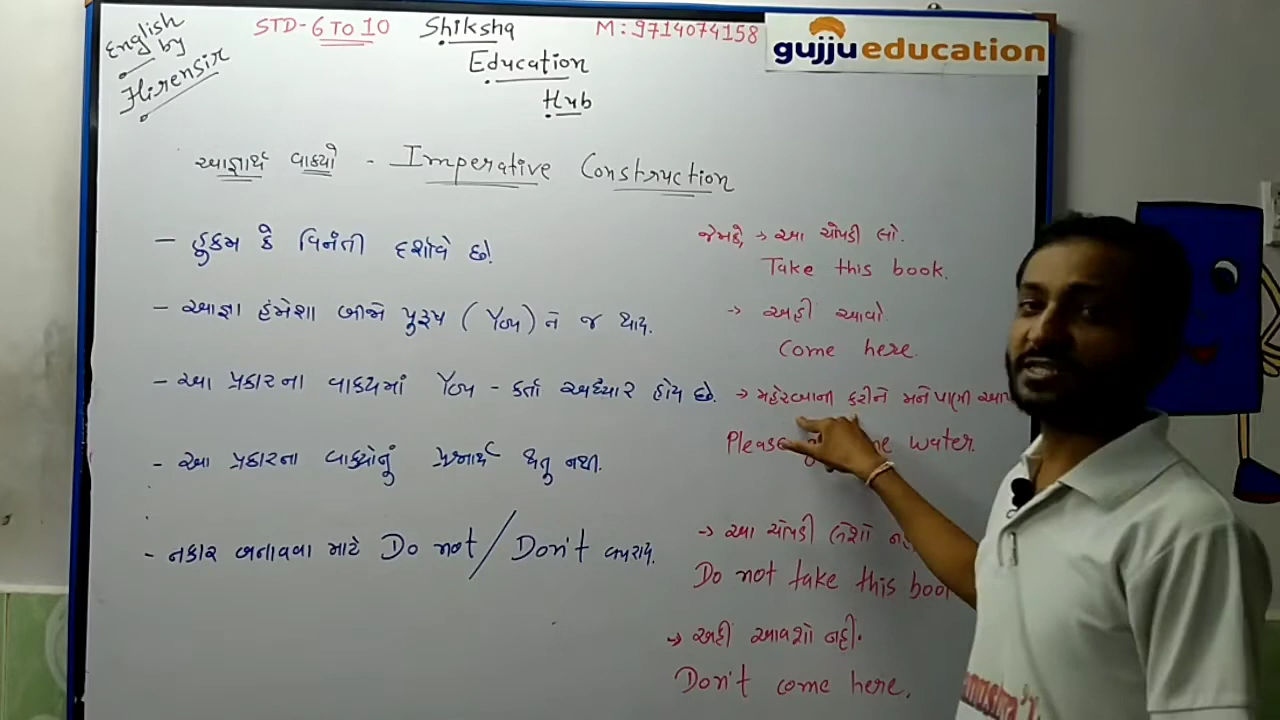 English
by
Hirensir
STD-6 TO 10
Shiksha
Education
Hub
M: 9714074158
gujju education
આજ્ઞાર્થ વાક્યો - Imperative Construction
- હુકમ કે વિનંતી દર્શાવે છે.
- આજ્ઞા હંમેશા બીજો પુરૂષ (You) ને જ થાય.
- આ પ્રકારના વાક્યમાં You - કર્તા અધ્યાર હોય છે.
- આ પ્રકારના વાક્યોનું પ્રશ્નાર્થ થતુ નથી.
- નકાર બનાવવા માટે Do not / Don't વપરાય.
જેમકે, → આ ચોપડી લો.
Take this book.
→ અહીં આવો.
Come here.
→ મહેરબાની કરીને મને પાણી
Please me water.
→ આ ચોપડી લેશો
Do not take this
→ અહીં આવશો નહીં.
Don't come here.